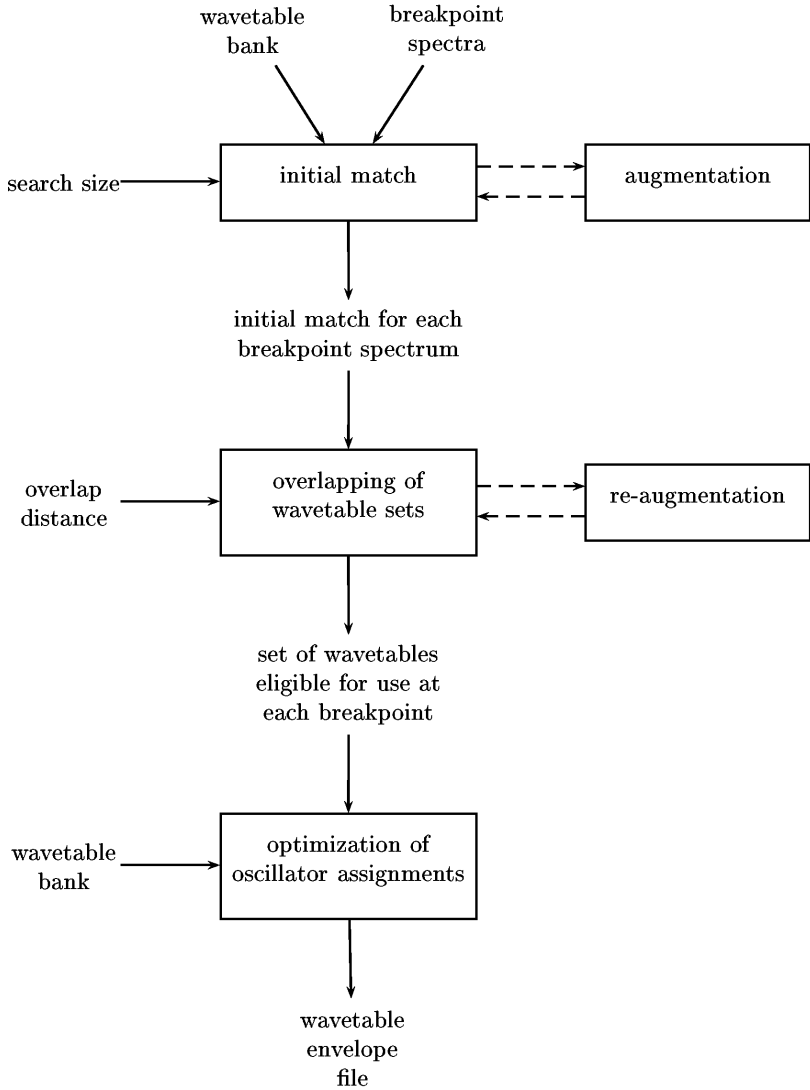 wavetable
bank
breakpoint
spectra
search size
initial match
augmentation
initial match for each
breakpoint spectrum
overlap
distance
overlapping of
wavetable sets
re-augmentation
set of wavetables
eligible for use at
each breakpoint
wavetable
bank
optimization of
oscillator assignments
wavetable
envelope
file